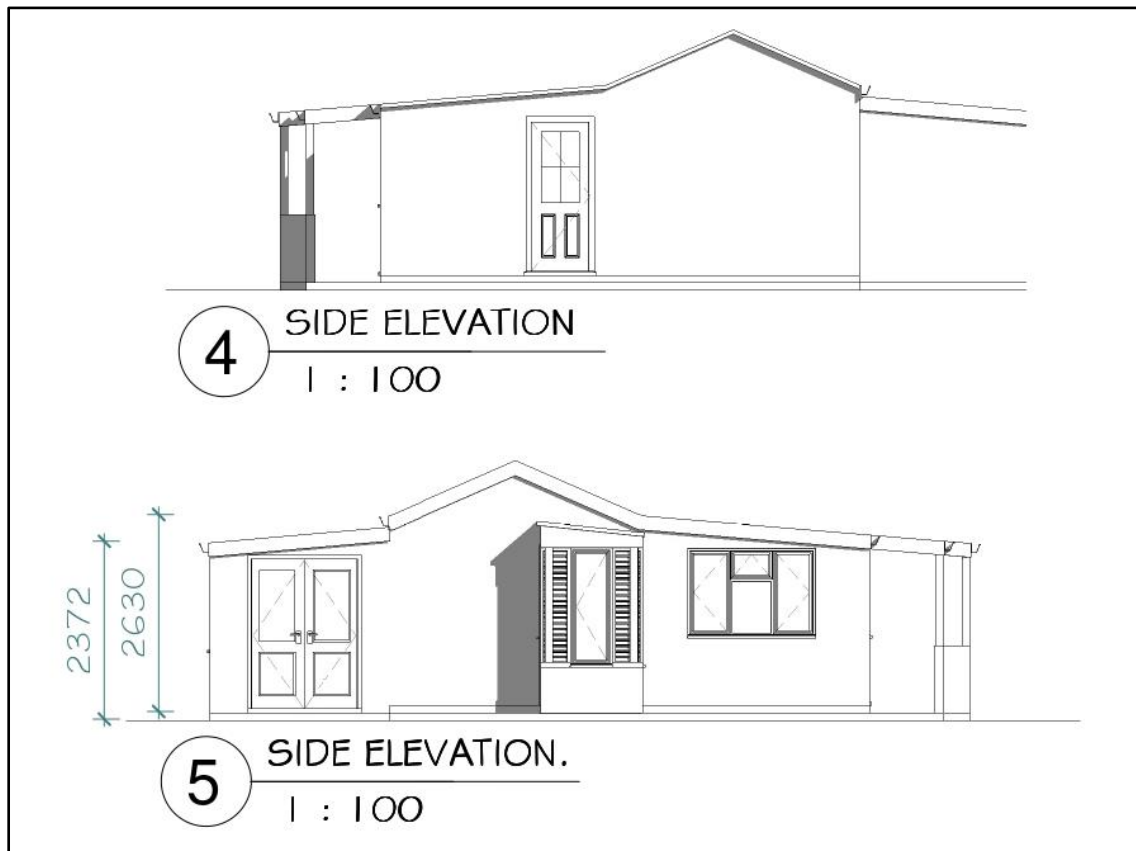 4
SIDE ELEVATION
1 : 100
2372
2630
5
SIDE ELEVATION.
1 : 100